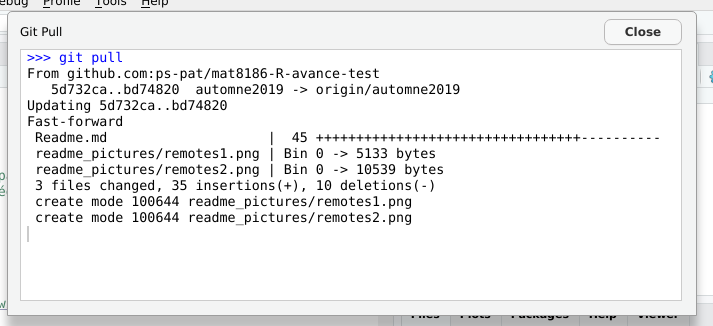 ebug Profile Tools Help
Git Pull
Close
>>> git pull
From github.com:ps-pat/mat8186-R-avance-test
   5d732ca..bd74820  automne2019 -> origin/automne2019
Updating 5d732ca..bd74820
Fast-forward
 Readme.md                    |  45 +++++++++++++++++++++++++++++++++----------
 readme_pictures/remotes1.png | Bin 0 -> 5133 bytes
 readme_pictures/remotes2.png | Bin 0 -> 10539 bytes
 3 files changed, 35 insertions(+), 10 deletions(-)
 create mode 100644 readme_pictures/remotes1.png
 create mode 100644 readme_pictures/remotes2.png
Files Plots Packages Help Viewer